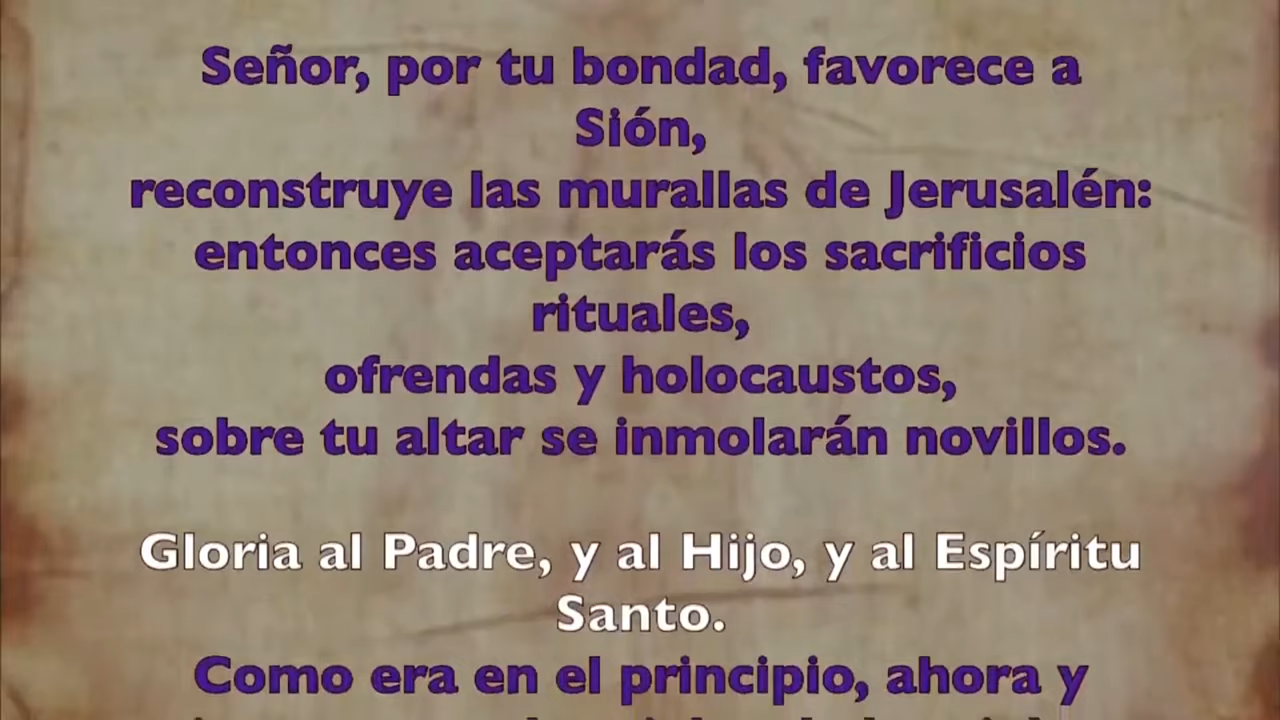 Señor, por tu bondad, favorece a
Sión,
reconstruye las murallas de Jerusalén:
entonces aceptarás los sacrificios
rituales,
ofrendas y holocaustos,
sobre tu altar se inmolarán novillos.
Gloria al Padre, y al Hijo, y al Espíritu
Santo.
Como era en el principio, ahora y